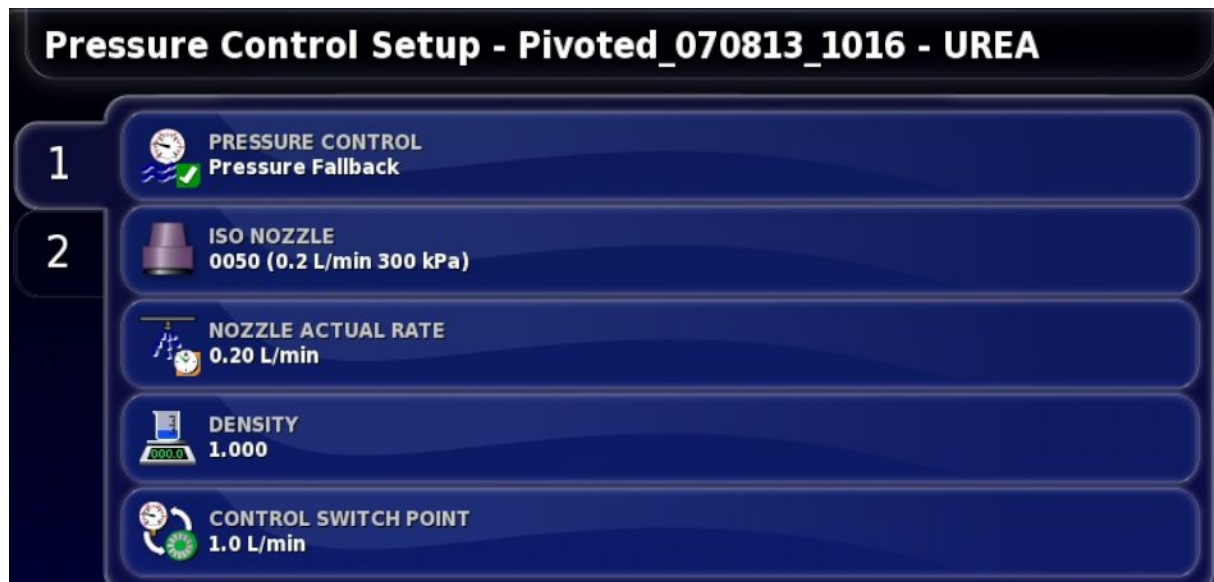 Pressure Control Setup - Pivoted_070813_1016 - UREA
1
PRESSURE CONTROL
Pressure Fallback
2
ISO NOZZLE
0050 (0.2 L/min 300 kPa)
NOZZLE ACTUAL RATE
0.20 L/min
DENSITY
000.0
1.000
CONTROL SWITCH POINT
1.0 L/min